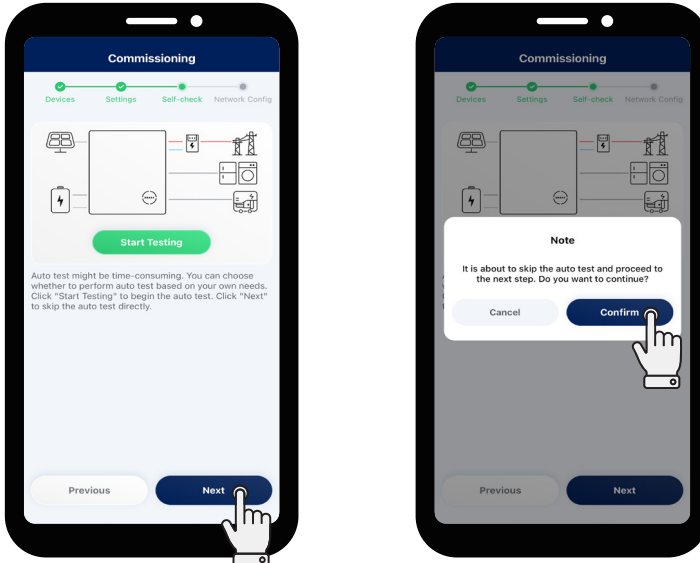 Commissioning
Devices Settings Self-check Network Config
Start Testing
Auto test might be time-consuming. You can choose
whether to perform auto test based on your own needs.
Click "Start Testing" to begin the auto test. Click "Next"
to skip the auto test directly.
Previous Next
Commissioning
Devices Settings Self-check Network Config
Note
It is about to skip the auto test and proceed to
the next step. Do you want to continue?
Cancel Confirm
Previous Next